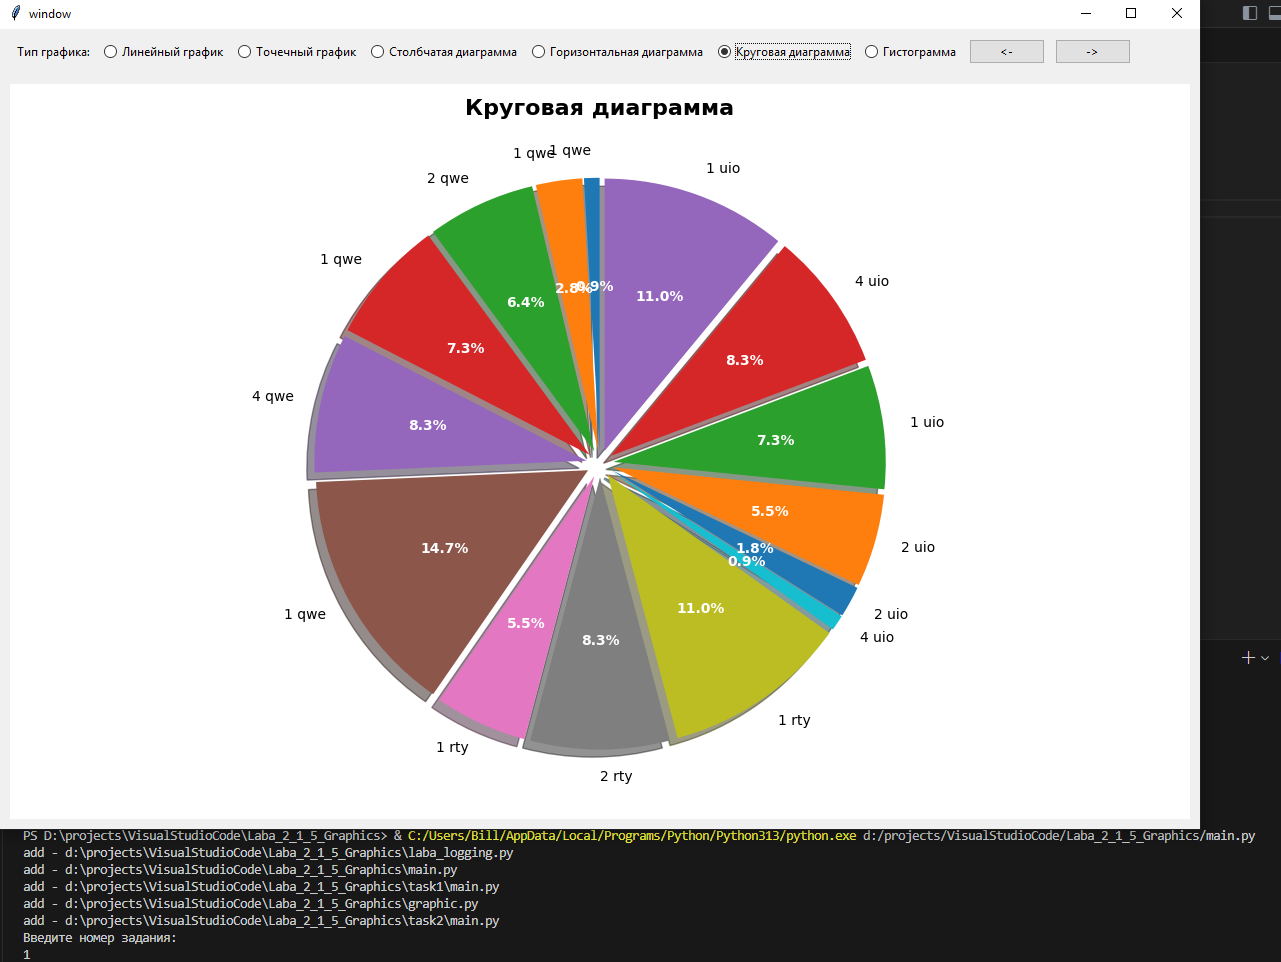 window
Тип графика: Линейный график Точечный график Столбчатая диаграмма Горизонтальная диаграмма Круговая диаграмма Гистограмма <- ->
Круговая диаграмма
1 qwe 1 qwe
1 uio
2 qwe
1 qwe
4 uio
0.9%
2.8%
11.0%
6.4%
7.3%
8.3%
4 qwe
8.3%
7.3%
1 uio
5.5%
14.7%
1.8%
2 uio
0.9%
11.0%
1 qwe
2 uio
5.5%
8.3%
4 uio
1 rty
1 rty
2 rty
PS D:\projects\VisualStudioCode\Laba_2_1_5_Graphics> & C:/Users/Bill/AppData/Local/Programs/Python/Python313/python.exe d:/projects/VisualStudioCode/Laba_2_1_5_Graphics/main.py
add - d:\projects\VisualStudioCode\Laba_2_1_5_Graphics\laba_logging.py
add - d:\projects\VisualStudioCode\Laba_2_1_5_Graphics\main.py
add - d:\projects\VisualStudioCode\Laba_2_1_5_Graphics\task1\main.py
add - d:\projects\VisualStudioCode\Laba_2_1_5_Graphics\graphic.py
add - d:\projects\VisualStudioCode\Laba_2_1_5_Graphics\task2\main.py
Введите номер задания:
1